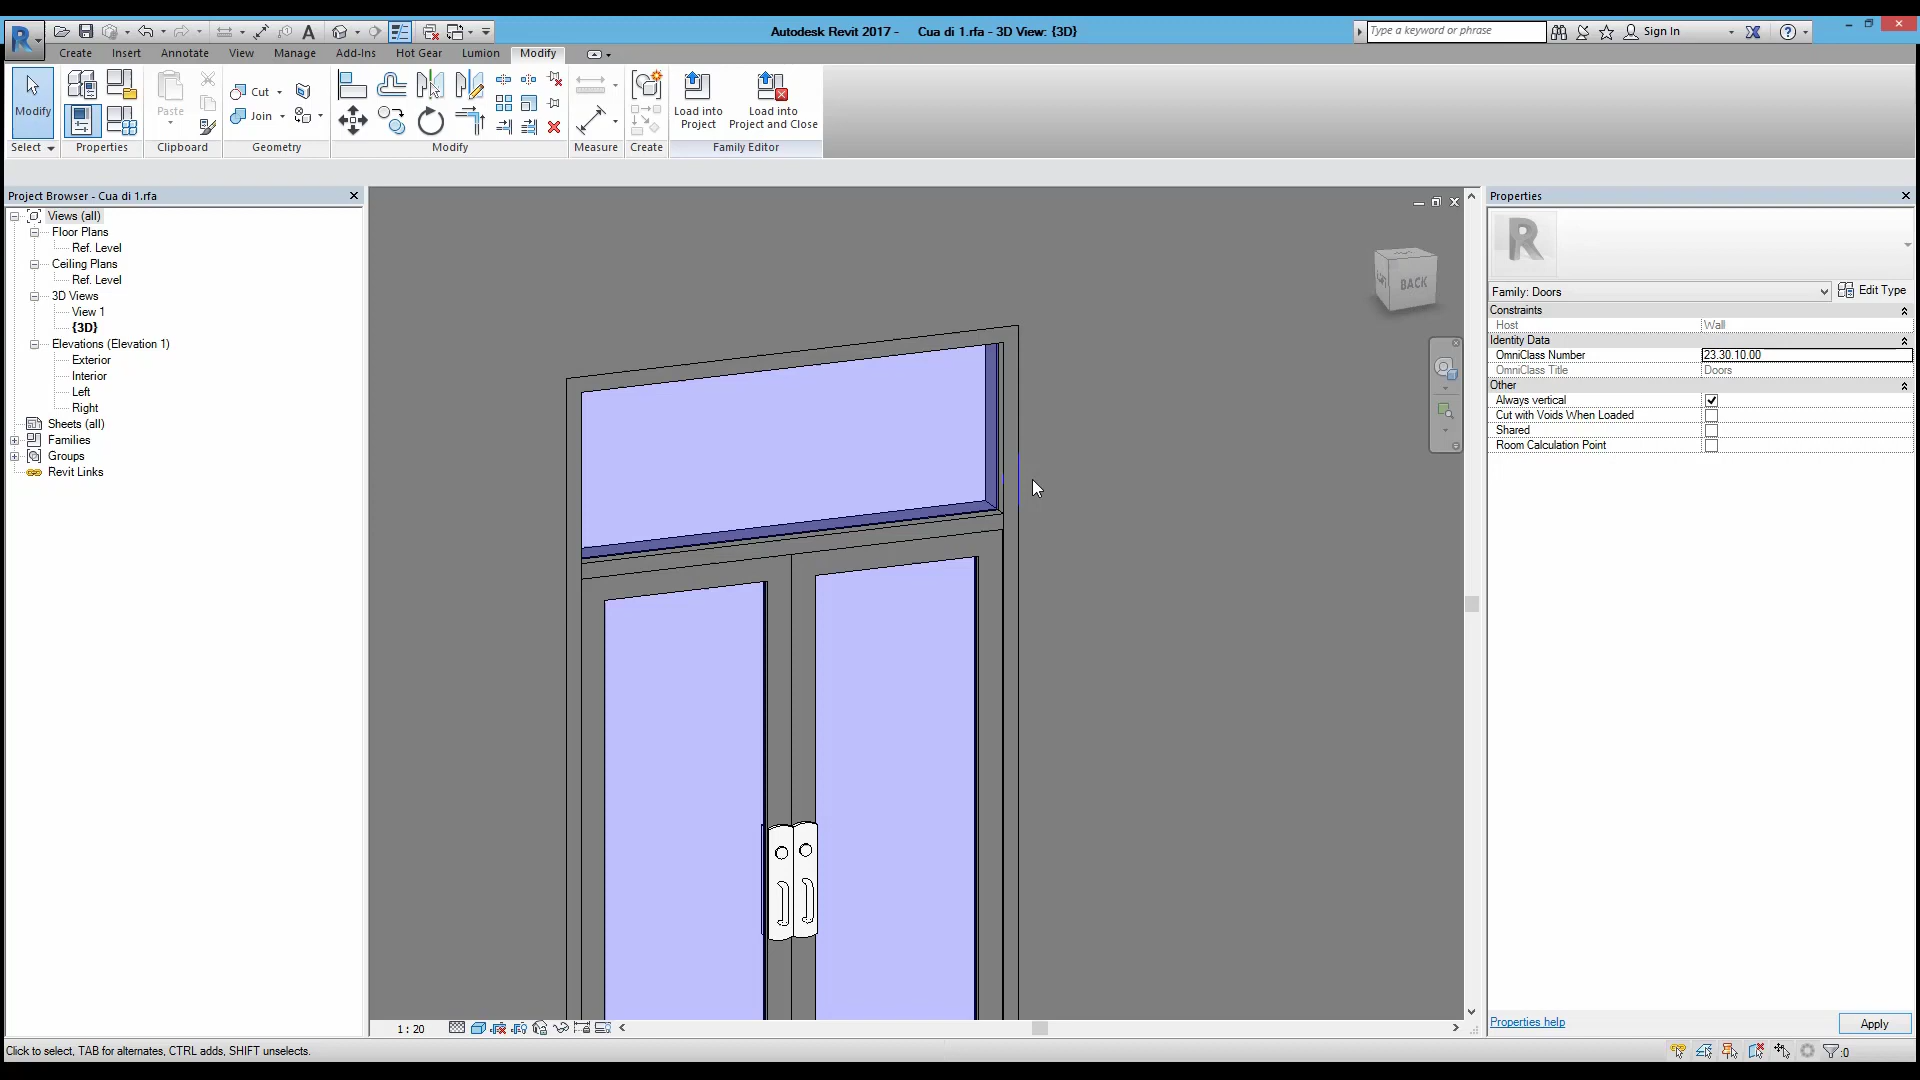 Autodesk Revit 2017 -     Cua di 1.rfa - 3D View: {3D}
Type a keyword or phrase
Sign In
Create Insert Annotate View Manage Add-Ins Hot Gear Lumion Modify
Modify
Paste
Cut
Join
Load into
Project
Load into
Project and Close
Select Properties Clipboard Geometry Modify Measure Create Family Editor
Project Browser - Cua di 1.rfa
Views (all)
Floor Plans
Ref. Level
Ceiling Plans
Ref. Level
3D Views
View 1
{3D}
Elevations (Elevation 1)
Exterior
Interior
Left
Right
Sheets (all)
Families
Groups
Revit Links
BACK
Properties
R
Family: Doors
Edit Type
Constraints
Host Wall
Identity Data
OmniClass Number 23.30.10.00
OmniClass Title Doors
Other
Always vertical
Cut with Voids When Loaded
Shared
Room Calculation Point
Properties help
Apply
1 : 20
Click to select, TAB for alternates, CTRL adds, SHIFT unselects.
:0